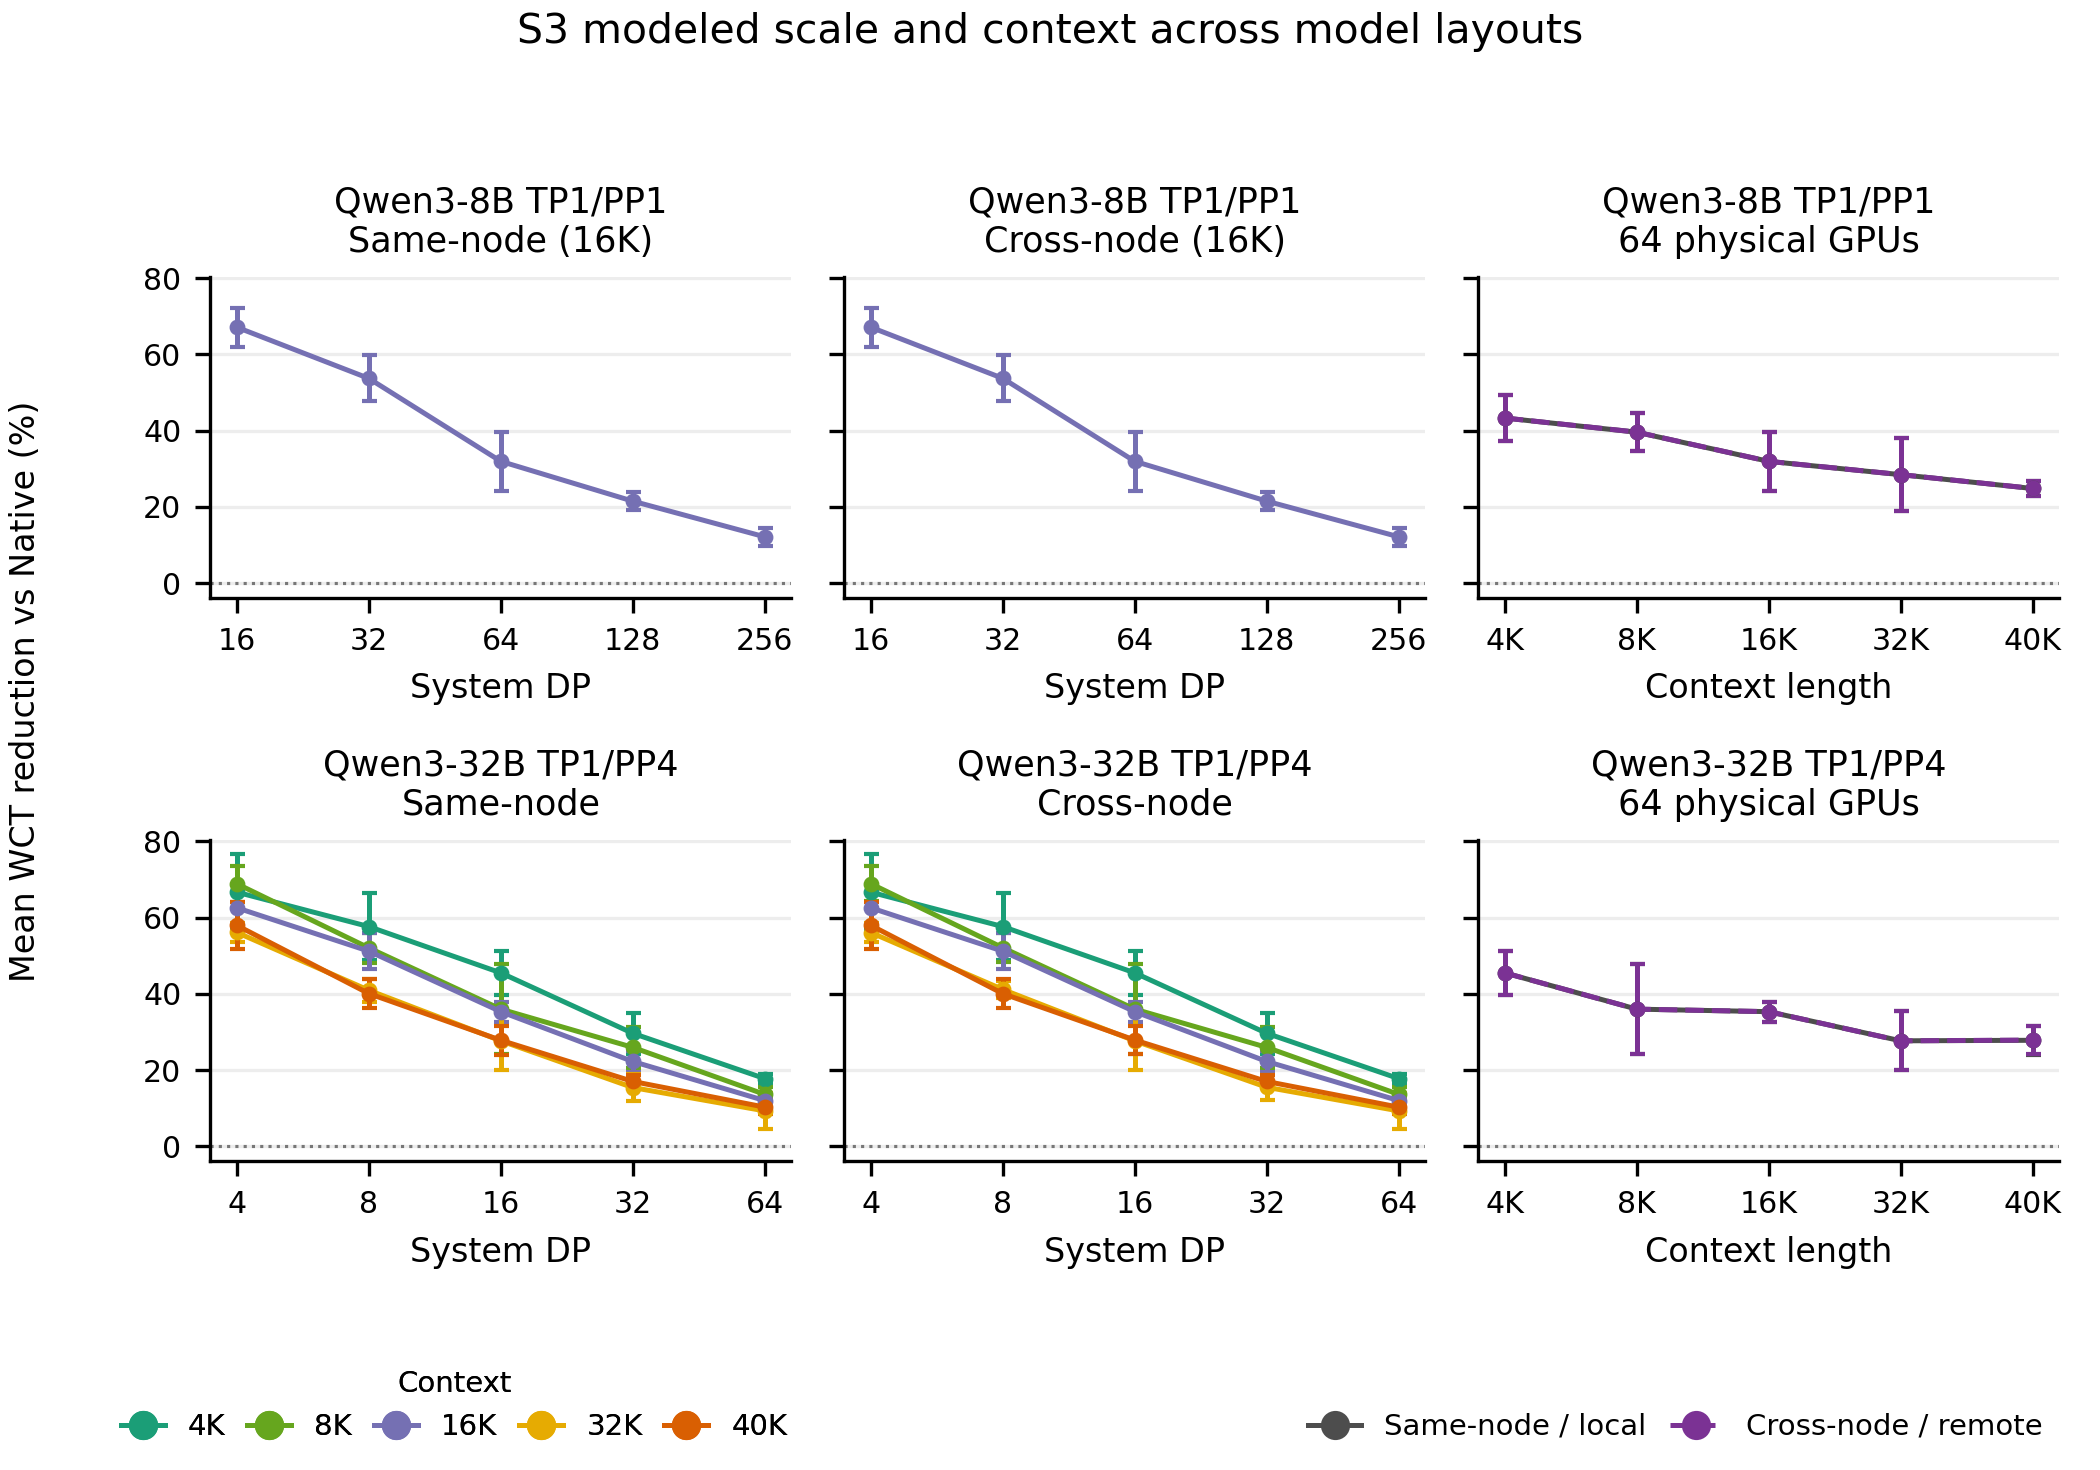 S3 modeled scale and context across model layouts
Mean WCT reduction vs Native (%)
Qwen3-8B TP1/PP1
Same-node (16K)
80
60
40
20
0
16 32 64 128 256
System DP
Qwen3-8B TP1/PP1
Cross-node (16K)
16 32 64 128 256
System DP
Qwen3-8B TP1/PP1
64 physical GPUs
4K 8K 16K 32K 40K
Context length
Qwen3-32B TP1/PP4
Same-node
80
60
40
20
0
4 8 16 32 64
System DP
Qwen3-32B TP1/PP4
Cross-node
4 8 16 32 64
System DP
Qwen3-32B TP1/PP4
64 physical GPUs
4K 8K 16K 32K 40K
Context length
Context
4K 8K 16K 32K 40K
Same-node / local Cross-node / remote